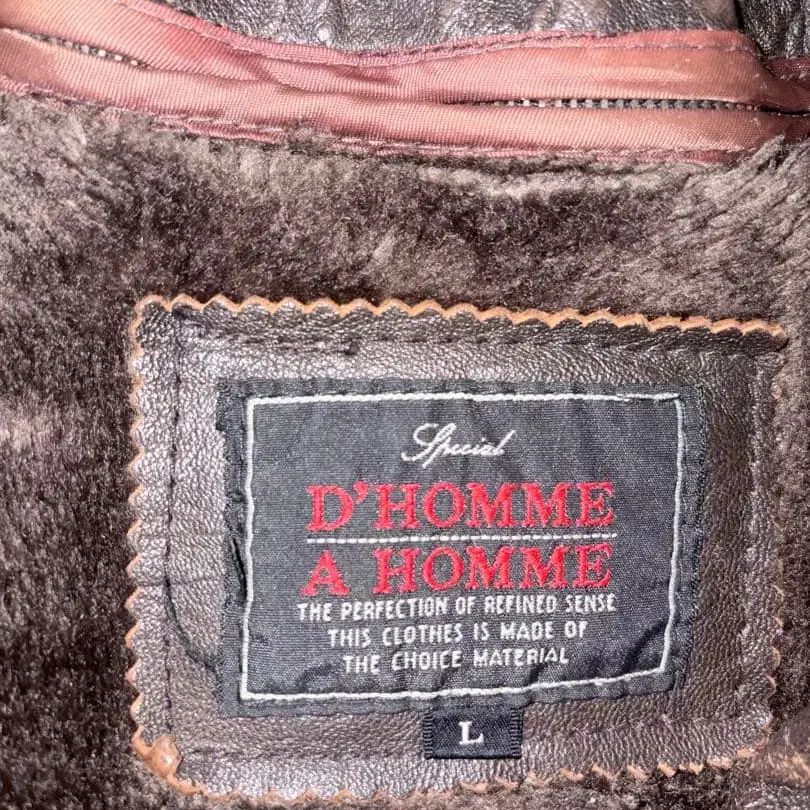 Special
D'HOMME
A HOMME
THE PERFECTION OF REFINED SENSE
THIS CLOTHES IS MADE OF
THE CHOICE MATERIAL
L